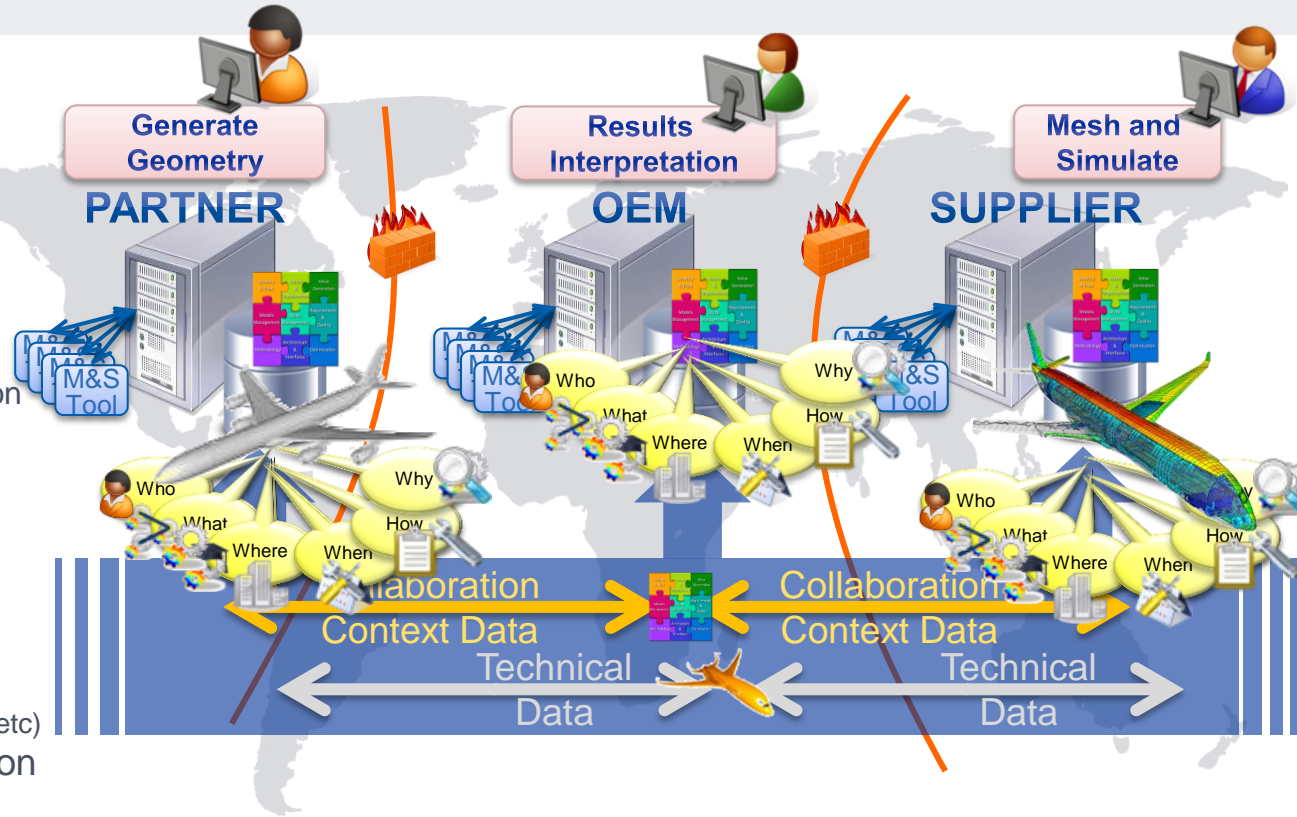 Generate
Geometry
Results
Interpretation
Mesh and
Simulate
PARTNER
OEM
SUPPLIER
M&S
Tool
on
Who
What
Where
When
How
Why
Who
What
Where
When
How
Why
Who
What
Where
When
How
Collaboration
Context Data
Context Data
Technical
Data
Technical
Data
etc)
on